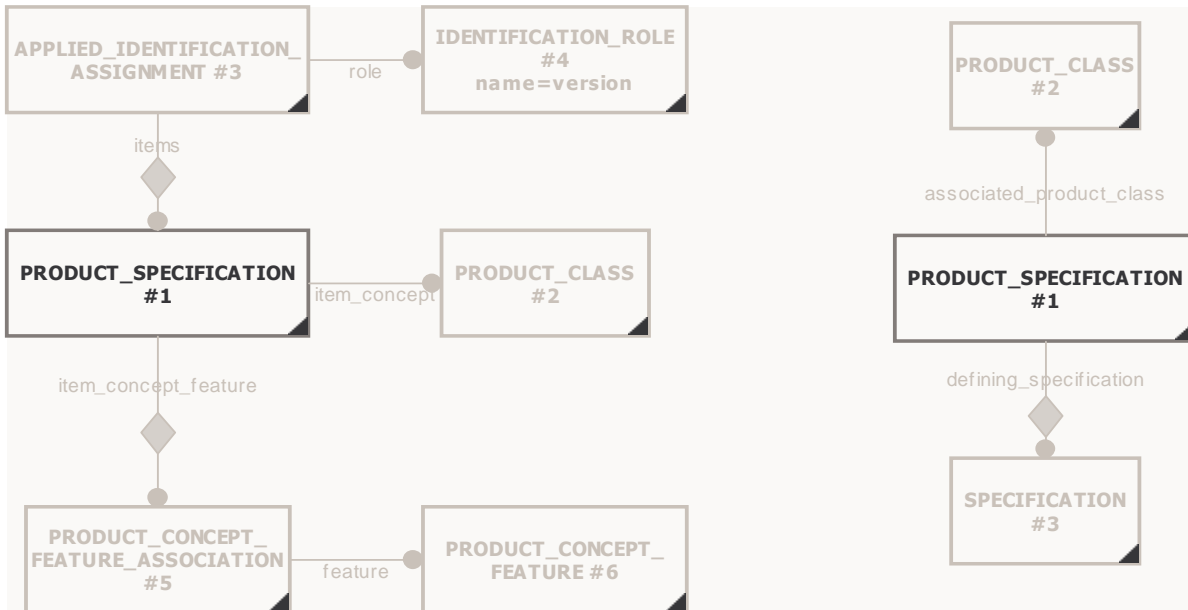 APPLIED_IDENTIFICATION_
ASSIGNMENT #3
role
IDENTIFICATION_ROLE
#4
name=version
items
PRODUCT_SPECIFICATION
#1
item_concept
PRODUCT_CLASS
#2
item_concept_feature
PRODUCT_CONCEPT_
FEATURE_ASSOCIATION
#5
feature
PRODUCT_CONCEPT_
FEATURE #6
PRODUCT_CLASS
#2
associated_product_class
PRODUCT_SPECIFICATION
#1
defining_specification
SPECIFICATION
#3